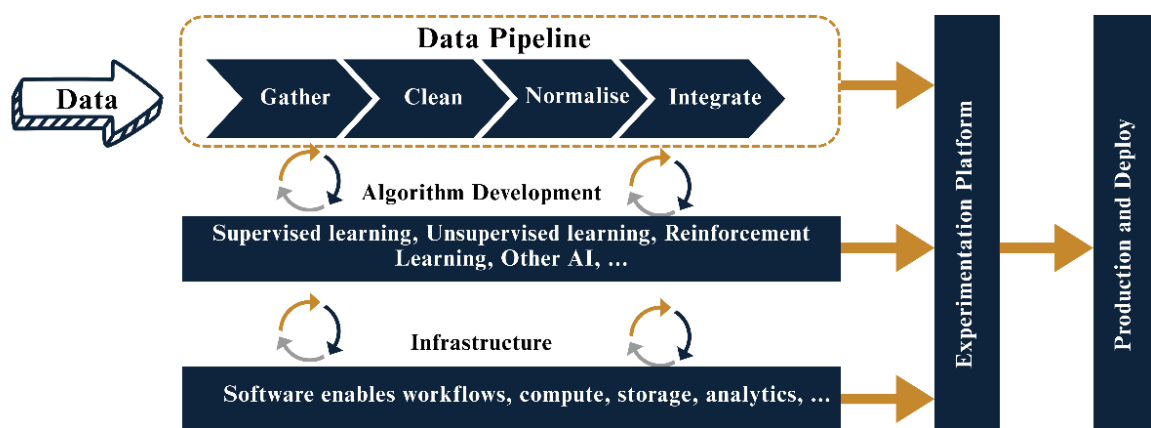 Data Pipeline
Data
Gather
Clean
Normalise
Integrate
Algorithm Development
Supervised learning, Unsupervised learning, Reinforcement
Learning, Other AI, ...
Infrastructure
Software enables workflows, compute, storage, analytics, ...
Experimentation Platform
Production and Deploy